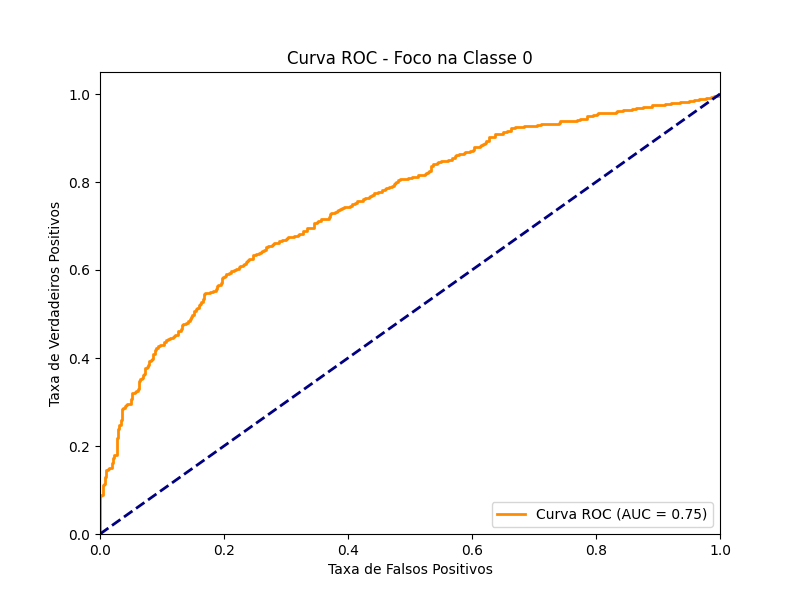 Curva ROC - Foco na Classe 0
1.0
0.8
0.6
0.4
0.2
0.0
Taxa de Verdadeiros Positivos
Curva ROC (AUC = 0.75)
0.0 0.2 0.4 0.6 0.8 1.0
Taxa de Falsos Positivos